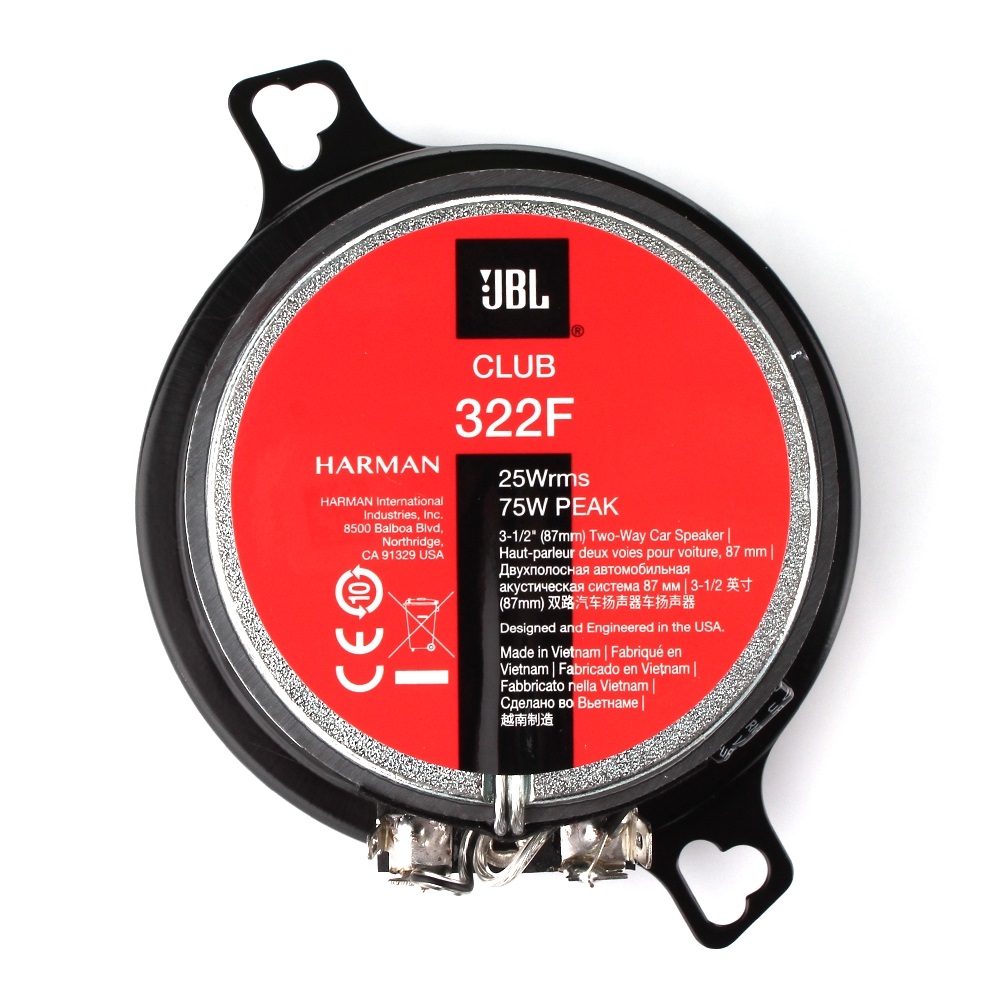 JBL
®
CLUB
322F
HARMAN
HARMAN International
Industries, Inc.
8500 Balboa Blvd,
Northridge,
CA 91329 USA
10
CE
25Wrms
75W PEAK
3-1/2" (87mm) Two-Way Car Speaker |
Haut-parleur deux voies pour voiture, 87 mm |
Двухполосная автомобильная
акустическая система 87 мм | 3-1/2 英寸
(87mm) 双路汽车扬声器车扬声器
Designed and Engineered in the USA.
Made in Vietnam | Fabriqué en
Vietnam | Fabricado en Vietnam |
Fabbricato nella Vietnam |
Сделано во Вьетнаме |
越南制造